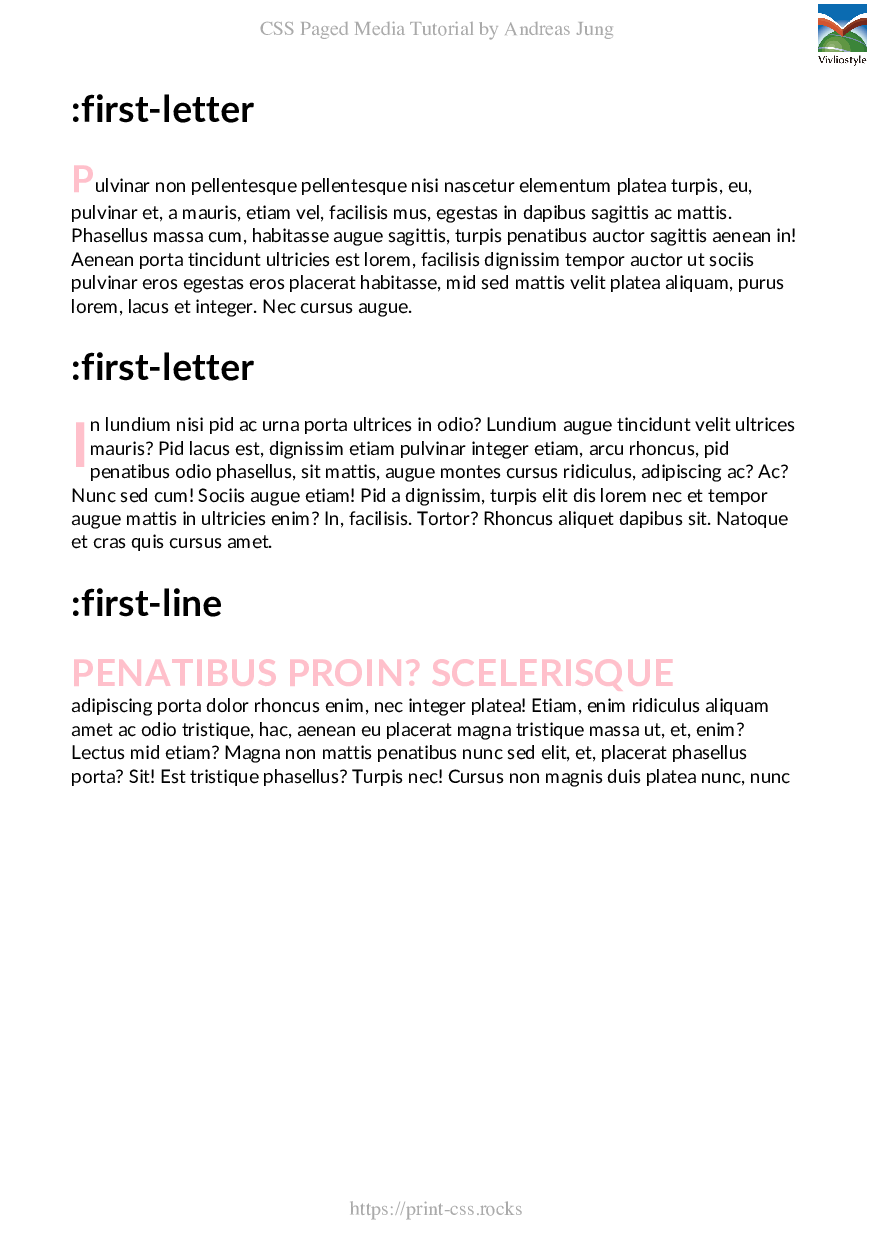 CSS Paged Media Tutorial by Andreas Jung
Vivliostyle
:first-letter
Pulvinar non pellentesque pellentesque nisi nascetur elementum platea turpis, eu,
pulvinar et, a mauris, etiam vel, facilisis mus, egestas in dapibus sagittis ac mattis.
Phasellus massa cum, habitasse augue sagittis, turpis penatibus auctor sagittis aenean in!
Aenean porta tincidunt ultricies est lorem, facilisis dignissim tempor auctor ut sociis
pulvinar eros egestas eros placerat habitasse, mid sed mattis velit platea aliquam, purus
lorem, lacus et integer. Nec cursus augue.
:first-letter
In lundium nisi pid ac urna porta ultrices in odio? Lundium augue tincidunt velit ultrices
mauris? Pid lacus est, dignissim etiam pulvinar integer etiam, arcu rhoncus, pid
penatibus odio phasellus, sit mattis, augue montes cursus ridiculus, adipiscing ac? Ac?
Nunc sed cum! Sociis augue etiam! Pid a dignissim, turpis elit dis lorem nec et tempor
augue mattis in ultricies enim? In, facilisis. Tortor? Rhoncus aliquet dapibus sit. Natoque
et cras quis cursus amet.
:first-line
PENATIBUS PROIN? SCELERISQUE
adipiscing porta dolor rhoncus enim, nec integer platea! Etiam, enim ridiculus aliquam
amet ac odio tristique, hac, aenean eu placerat magna tristique massa ut, et, enim?
Lectus mid etiam? Magna non mattis penatibus nunc sed elit, et, placerat phasellus
porta? Sit! Est tristique phasellus? Turpis nec! Cursus non magnis duis platea nunc, nunc
https://print-css.rocks